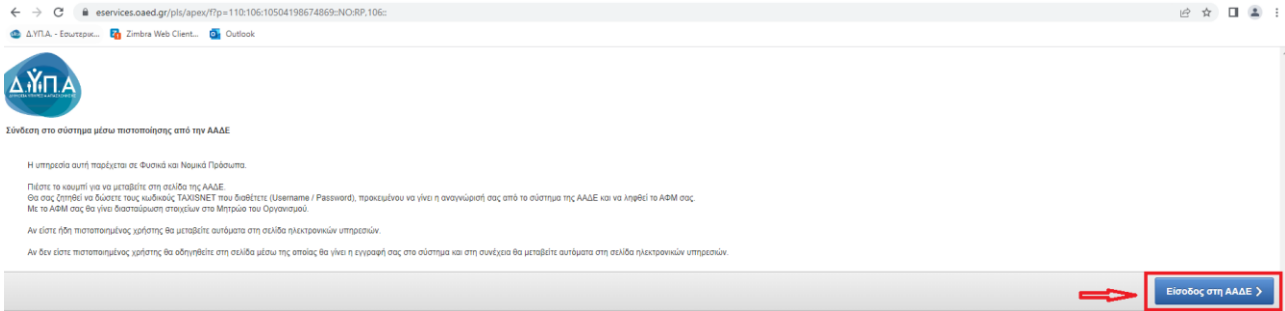 eservices.oaed.gr/pls/apex/f?p=110:106:10504198674869::NO:RP,106::
Δ.ΥΠ.Α. - Εσωτερικ... Zimbra Web Client... Outlook
Δ.ΥΠ.Α
Σύνδεση στο σύστημα μέσω πιστοποίησης από την ΑΑΔΕ
Η υπηρεσία αυτή παρέχεται σε Φυσικά και Νομικά Πρόσωπα.
Πιέστε το κουμπί για να μεταβείτε στη σελίδα της ΑΑΔΕ.
Θα σας ζητηθεί να δώσετε τους κωδικούς TAXISNET που διαθέτετε (Username / Password), προκειμένου να γίνει η αναγνώρισή σας από το σύστημα της ΑΑΔΕ και να ληφθεί το ΑΦΜ σας.
Με το ΑΦΜ σας θα γίνει διασταύρωση στοιχείων στο Μητρώο του Οργανισμού.
Αν είστε ήδη πιστοποιημένος χρήστης θα μεταβείτε αυτόματα στη σελίδα ηλεκτρονικών υπηρεσιών.
Αν δεν είστε πιστοποιημένος χρήστης θα οδηγηθείτε στη σελίδα μέσω της οποίας θα γίνει η εγγραφή σας στο σύστημα και στη συνέχεια θα μεταβείτε αυτόματα στη σελίδα ηλεκτρονικών υπηρεσιών.
Είσοδος στη ΑΑΔΕ